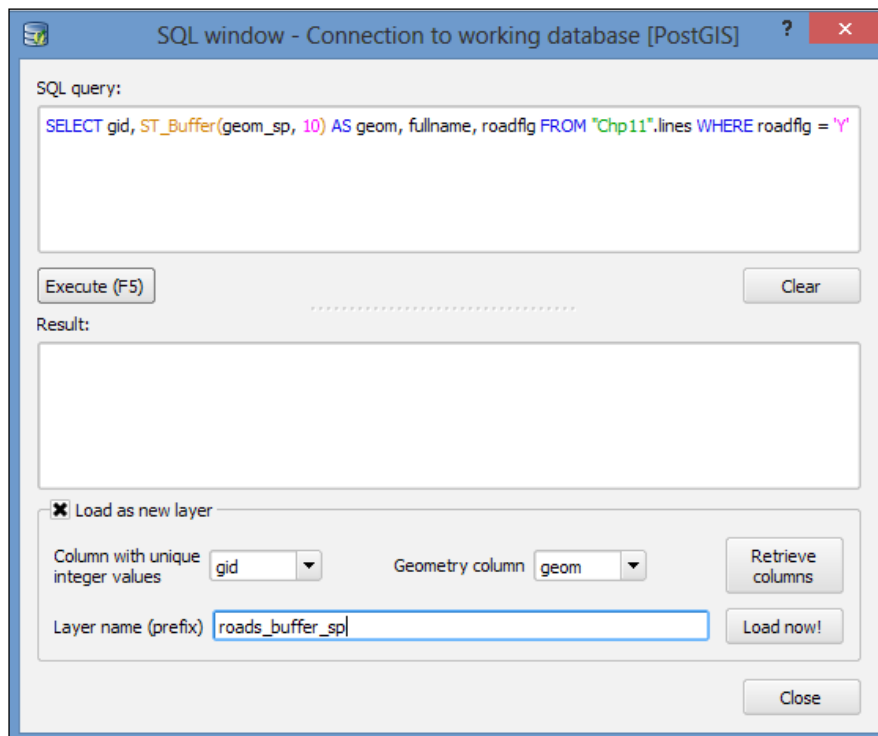 SQL window - Connection to working database [PostGIS] ? ×
SQL query:
SELECT gid, ST_Buffer(geom_sp, 10) AS geom, fullname, roadflg FROM "Chp11".lines WHERE roadflg = 'Y'
Execute (F5)
Clear
Result:
Load as new layer
Column with unique
integer values
gid
Geometry column
geom
Retrieve
columns
Layer name (prefix)
roads_buffer_sp
Load now!
Close